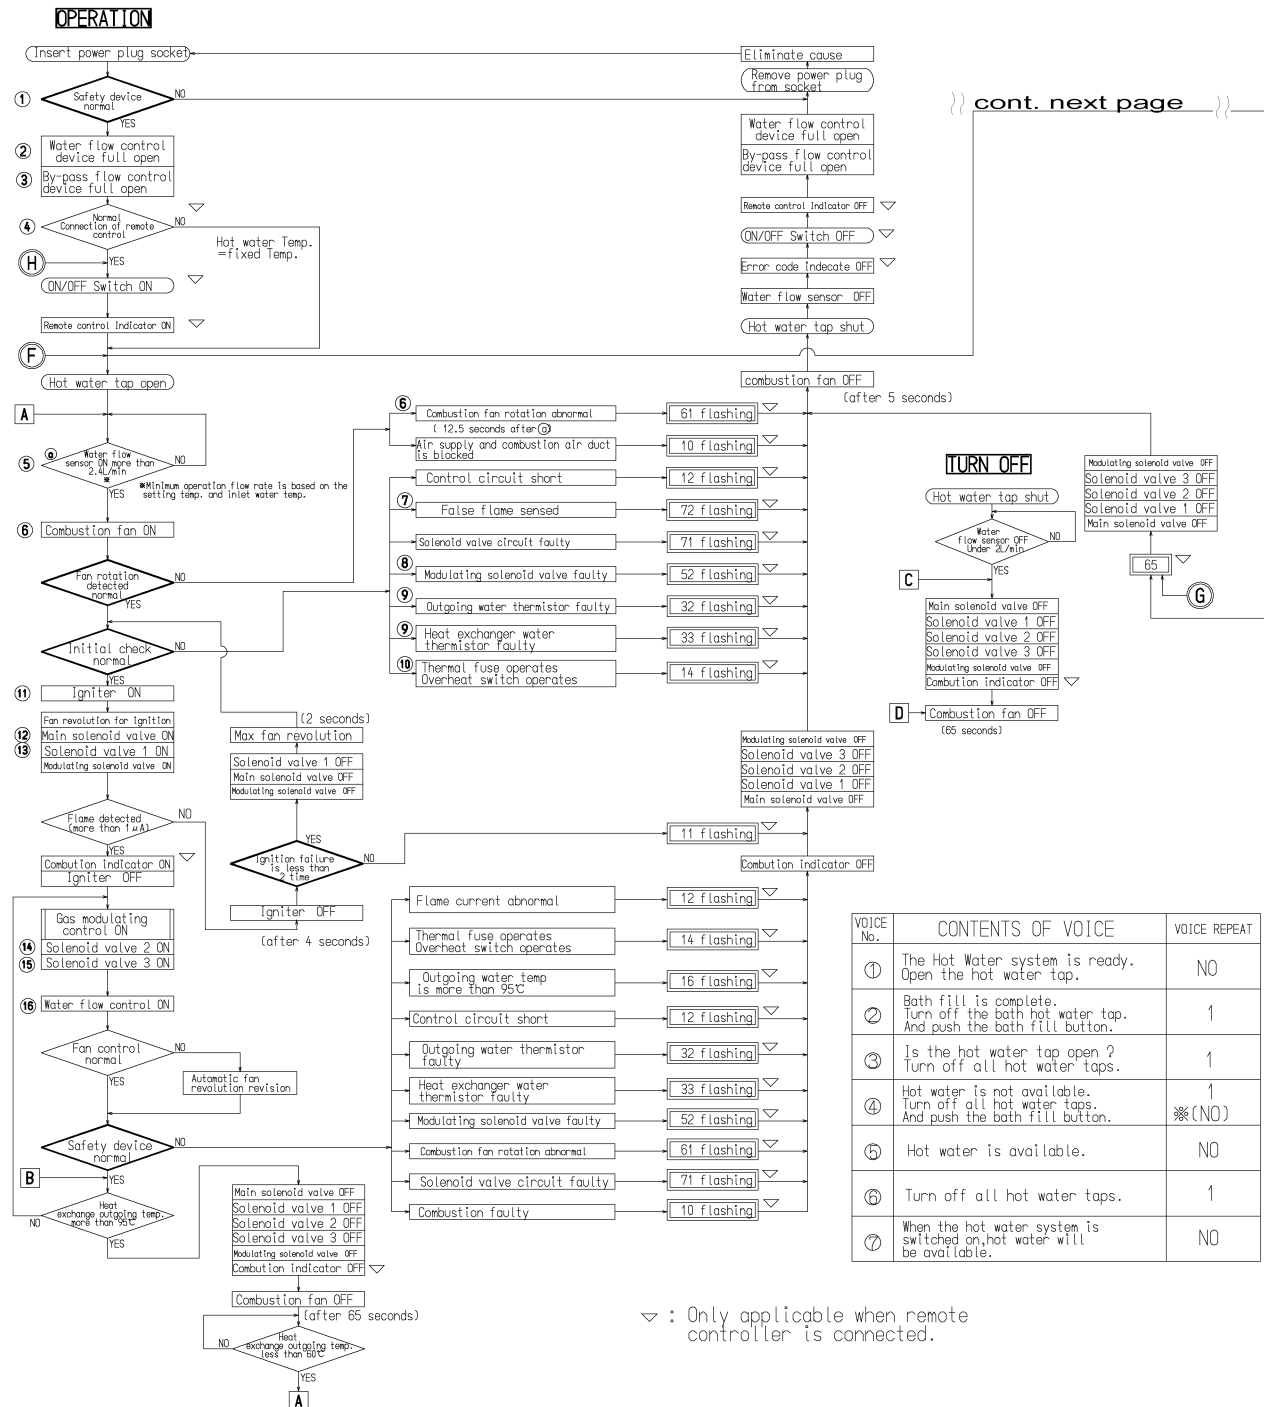 OPERATION
Insert power plug socket
① Safety device
normal
NO
YES
② Water flow control
device full open
③ By-pass flow control
device full open
④ Normal
Connection of remote
control
▽
NO
YES
Hot water Temp.
=fixed Temp.
H
ON/OFF Switch ON ▽
Remote control Indicator ON ▽
F
Hot water tap open
A
⑤ ⓐ Water flow
sensor ON more than
2.4L/min
※
NO
YES
※Minimum operation flow rate is based on the
setting temp. and inlet water temp.
⑥ Combustion fan ON
Fan rotation
detected
normal
NO
YES
Initial check
normal
NO
YES
⑪ Igniter ON
Fan revolution for ignition
⑫ Main solenoid valve ON
⑬ Solenoid valve 1 ON
Modulating solenoid valve ON
Flame detected
(more than 1μA)
NO
YES
Combution indicator ON ▽
Igniter OFF
Gas modulating
control ON
⑭ Solenoid valve 2 ON
⑮ Solenoid valve 3 ON
⑯ Water flow control ON
Fan control
normal
NO
YES
Automatic fan
revolution revision
Safety device
normal
NO
YES
B
Heat
exchange outgoing temp.
more than 95℃
NO
YES
(2 seconds)
Max fan revolution
Solenoid valve 1 OFF
Main solenoid valve OFF
Modulating solenoid valve OFF
YES
Ignition failure
is less than
2 time
NO
Igniter OFF
(after 4 seconds)
Main solenoid valve OFF
Solenoid valve 1 OFF
Solenoid valve 2 OFF
Solenoid valve 3 OFF
Modulating solenoid valve OFF
Combution indicator OFF ▽
Combustion fan OFF
(after 65 seconds)
Heat
exchange outgoing temp.
less than 60℃
NO
YES
A
⑥ Combustion fan rotation abnormal
61 flashing ▽
( 12.5 seconds after ⓐ)
Air supply and combustion air duct
is blocked
10 flashing ▽
Control circuit short
12 flashing ▽
⑦ False flame sensed
72 flashing ▽
Solenoid valve circuit faulty
71 flashing ▽
⑧ Modulating solenoid valve faulty
52 flashing ▽
⑨ Outgoing water thermistor faulty
32 flashing ▽
⑨ Heat exchanger water
thermistor faulty
33 flashing ▽
⑩ Thermal fuse operates
Overheat switch operates
14 flashing ▽
11 flashing ▽
Flame current abnormal
12 flashing ▽
Thermal fuse operates
Overheat switch operates
14 flashing ▽
Outgoing water temp
is more than 95℃
16 flashing ▽
Control circuit short
12 flashing ▽
Outgoing water thermistor
faulty
32 flashing ▽
Heat exchanger water
thermistor faulty
33 flashing ▽
Modulating solenoid valve faulty
52 flashing ▽
Combustion fan rotation abnormal
61 flashing ▽
Solenoid valve circuit faulty
71 flashing ▽
Combustion faulty
10 flashing ▽
Eliminate cause
Remove power plug
from socket
Water flow control
device full open
By-pass flow control
device full open
Remote control Indicator OFF ▽
ON/OFF Switch OFF ▽
Error code indecate OFF ▽
Water flow sensor OFF
Hot water tap shut
combustion fan OFF
(after 5 seconds)
Modulating solenoid valve OFF
Solenoid valve 3 OFF
Solenoid valve 2 OFF
Solenoid valve 1 OFF
Main solenoid valve OFF
Combution indicator OFF
cont. next page
TURN OFF
Hot water tap shut
Water
flow sensor OFF
Under 2L/min
NO
YES
C
Main solenoid valve OFF
Solenoid valve 1 OFF
Solenoid valve 2 OFF
Solenoid valve 3 OFF
Modulating solenoid valve OFF
Combution indicator OFF ▽
D
Combustion fan OFF
(65 seconds)
Modulating solenoid valve OFF
Solenoid valve 3 OFF
Solenoid valve 2 OFF
Solenoid valve 1 OFF
Main solenoid valve OFF
65 ▽
G
VOICE
No.
CONTENTS OF VOICE
VOICE REPEAT
① The Hot Water system is ready.
Open the hot water tap.
NO
② Bath fill is complete.
Turn off the bath hot water tap.
And push the bath fill button.
1
③ Is the hot water tap open ?
Turn off all hot water taps.
1
④ Hot water is not available.
Turn off all hot water taps.
And push the bath fill button.
1
※(NO)
⑤ Hot water is available.
NO
⑥ Turn off all hot water taps.
1
⑦ When the hot water system is
switched on,hot water will
be available.
NO
▽ : Only applicable when remote
controller is connected.